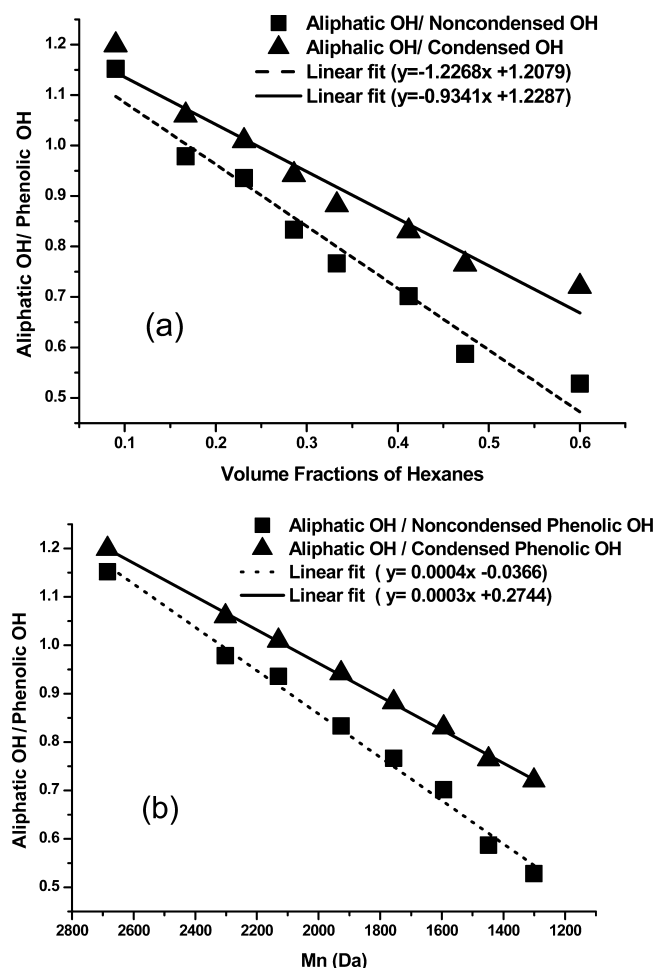 Aliphatic OH/ Noncondensed OH
Aliphalic OH/ Condensed OH
Linear fit (y=-1.2268x +1.2079)
Linear fit (y=-0.9341x +1.2287)
1.2
1.1
1.0
0.9
0.8
0.7
0.6
0.5
Aliphatic OH/ Phenolic OH
(a)
0.1 0.2 0.3 0.4 0.5 0.6
Volume Fractions of Hexanes
Aliphatic OH / Noncondensed Phenolic OH
Aliphatic OH / Condensed Phenolic OH
Linear fit ( y= 0.0004x -0.0366)
Linear fit ( y= 0.0003x +0.2744)
1.2
1.1
1.0
0.9
0.8
0.7
0.6
0.5
Aliphatic OH / Phenolic OH
(b)
2800 2600 2400 2200 2000 1800 1600 1400 1200
Mn (Da)